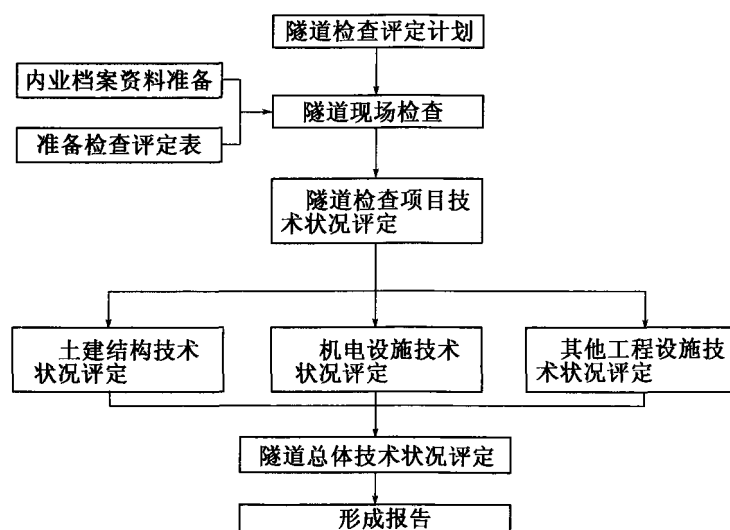 隧道检查评定计划
内业档案资料准备
隧道现场检查
准备检查评定表
隧道检查项目技
术状况评定
土建结构技术
状况评定
机电设施技术
状况评定
其他工程设施技
术状况评定
隧道总体技术状况评定
形成报告